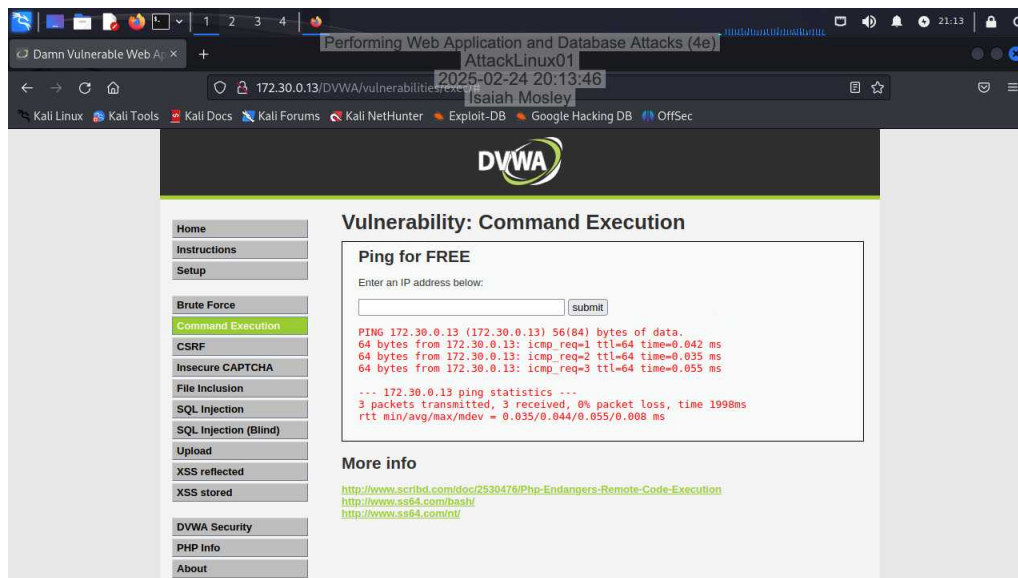 1 2 3 4
21:13
Damn Vulnerable Web Ap
Performing Web Application and Database Attacks (4e)
AttackLinux01
2025-02-24 20:13:46
Isaiah Mosley
172.30.0.13/DVWA/vulnerabilities/exec/#
Kali Linux Kali Tools Kali Docs Kali Forums Kali NetHunter Exploit-DB Google Hacking DB OffSec
DVWA
Home
Instructions
Setup
Brute Force
Command Execution
CSRF
Insecure CAPTCHA
File Inclusion
SQL Injection
SQL Injection (Blind)
Upload
XSS reflected
XSS stored
DVWA Security
PHP Info
About
Vulnerability: Command Execution
Ping for FREE
Enter an IP address below:
submit
PING 172.30.0.13 (172.30.0.13) 56(84) bytes of data.
64 bytes from 172.30.0.13: icmp_req=1 ttl=64 time=0.042 ms
64 bytes from 172.30.0.13: icmp_req=2 ttl=64 time=0.035 ms
64 bytes from 172.30.0.13: icmp_req=3 ttl=64 time=0.055 ms
--- 172.30.0.13 ping statistics ---
3 packets transmitted, 3 received, 0% packet loss, time 1998ms
rtt min/avg/max/mdev = 0.035/0.044/0.055/0.008 ms
More info
http://www.scribd.com/doc/2530476/Php-Endangers-Remote-Code-Execution
http://www.ss64.com/bash/
http://www.ss64.com/nt/